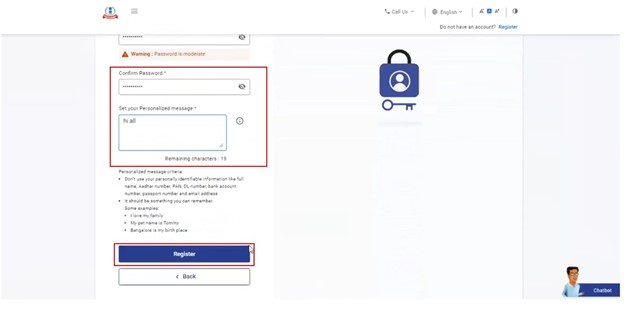 Call Us
English
A- A A+
Do not have an account? Register
Warning : Password is moderate
Confirm Password *
Set your Personalized message *
hi all
Remaining characters : 19
Personalized message criteria:
Don't use your personally identifiable information like full
name, Aadhar number, PAN, DL number, bank account
number, passport number and email address
It should be something you can remember.
Some examples:
I love my family
My pet name is Tommy
Bangalore is my birth place
Register
< Back
Chatbot